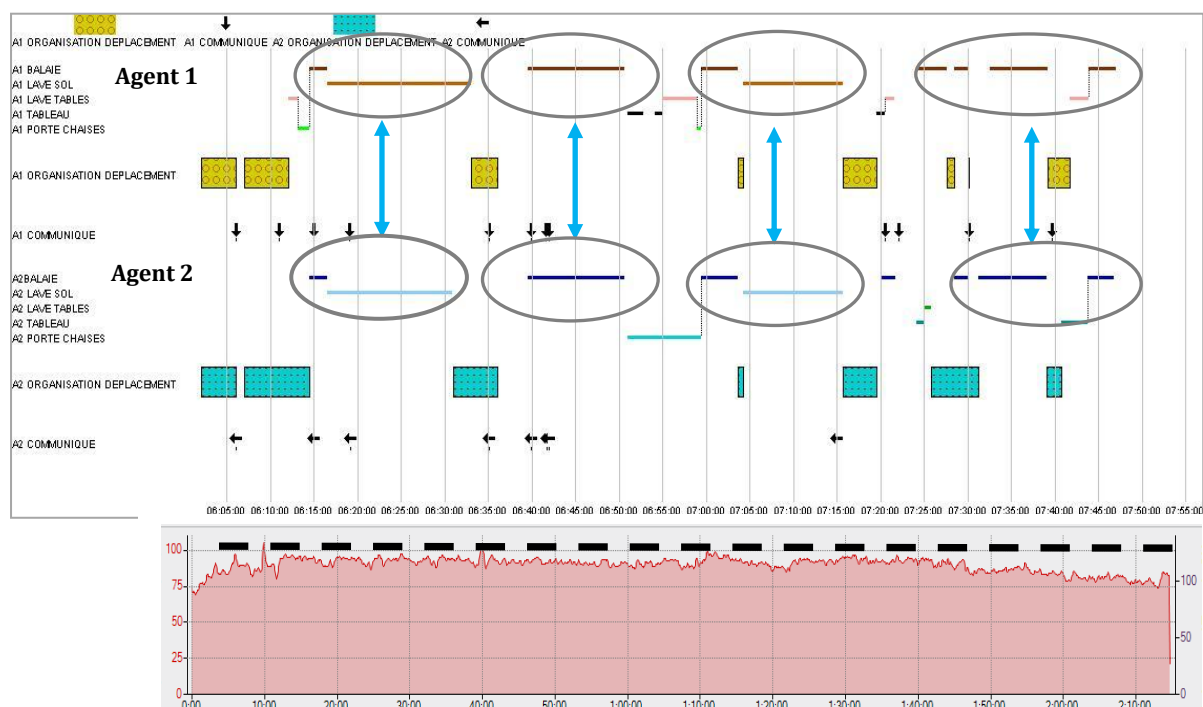 A1 ORGANISATION DEPLACEMENT A1 COMMUNIQUE A2 ORGANISATION DEPLACEMENT A2 COMMUNIQUE
Agent 1
A1 BALAIE
A1 LAVE SOL
A1 LAVE TABLES
A1 TABLEAU
A1 PORTE CHAISES
A1 ORGANISATION DEPLACEMENT
A1 COMMUNIQUE
Agent 2
A2BALAIE
A2 LAVE SOL
A2 LAVE TABLES
A2 TABLEAU
A2 PORTE CHAISES
A2 ORGANISATION DEPLACEMENT
A2 COMMUNIQUE
06:05:00 06:10:00 06:15:00 06:20:00 06:25:00 06:30:00 06:35:00 06:40:00 06:45:00 06:50:00 06:55:00 07:00:00 07:05:00 07:10:00 07:15:00 07:20:00 07:25:00 07:30:00 07:35:00 07:40:00 07:45:00 07:50:00 07:55:00
100
75
50
25
0
100
50
0
0:00 10:00 20:00 30:00 40:00 50:00 1:00:00 1:10:00 1:20:00 1:30:00 1:40:00 1:50:00 2:00:00 2:10:00